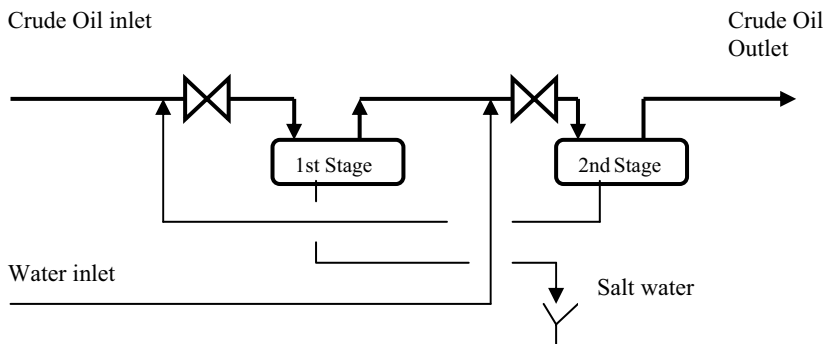 Crude Oil inlet
Crude Oil
Outlet
1st Stage
2nd Stage
Water inlet
Salt water